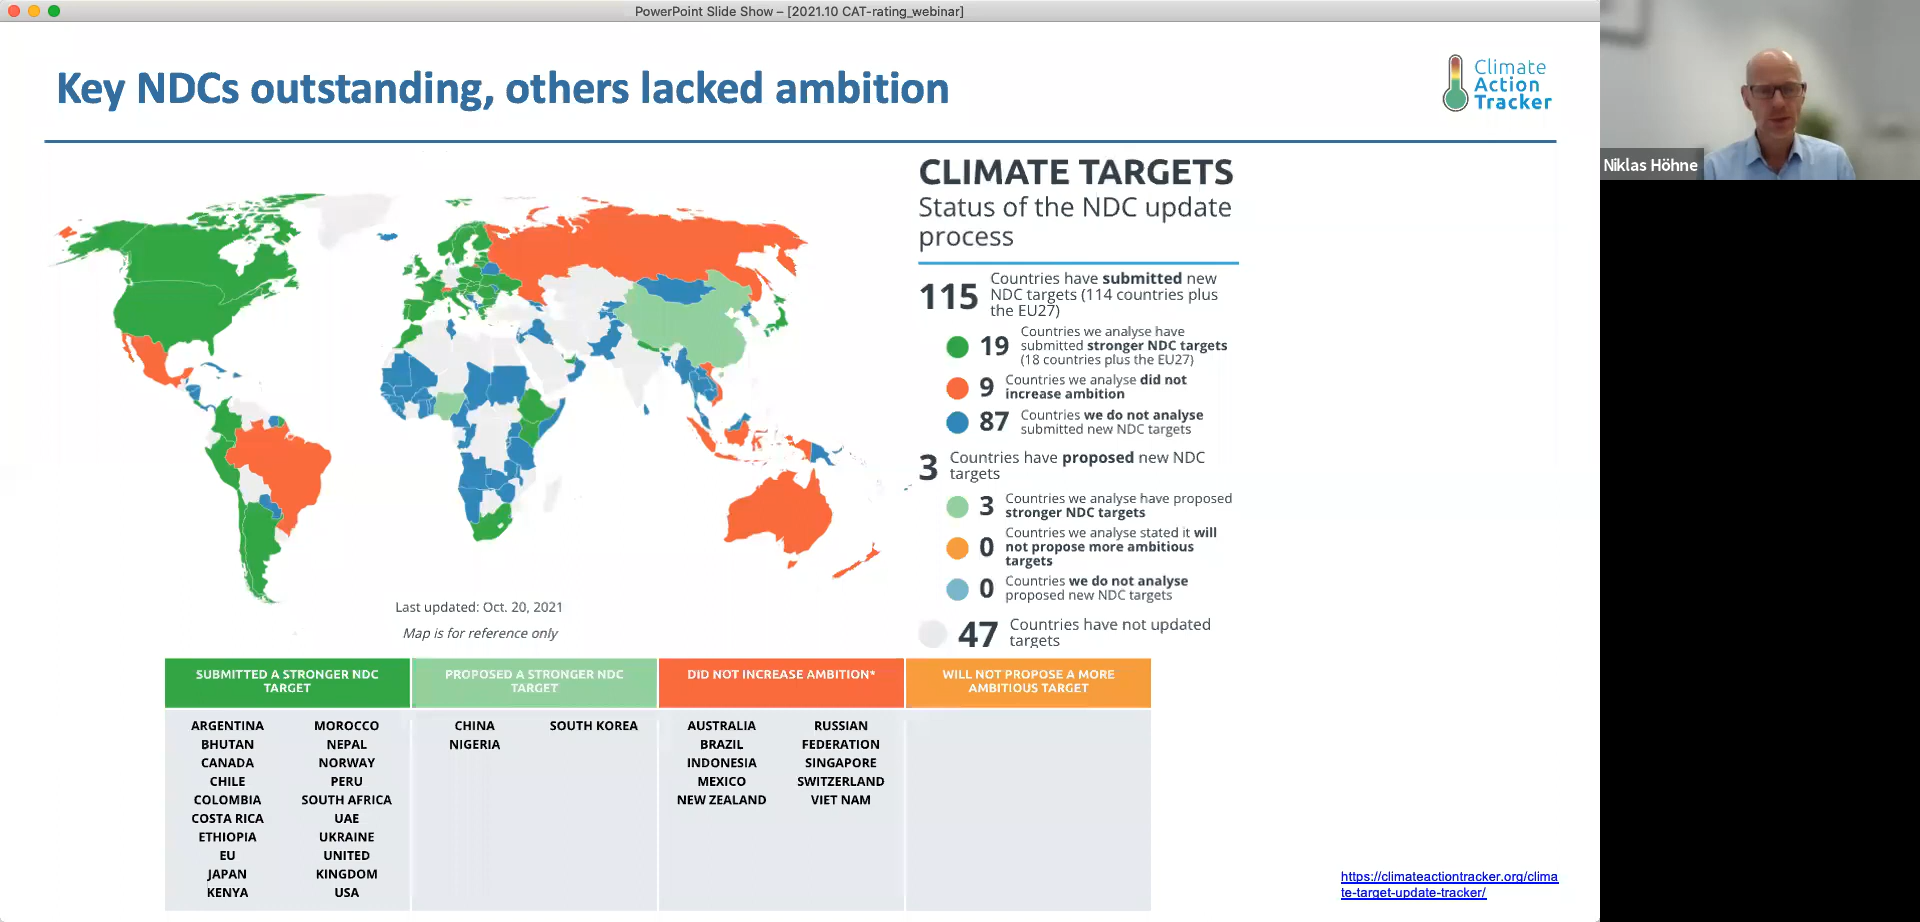 PowerPoint Slide Show – [2021.10 CAT-rating_webinar]
Key NDCs outstanding, others lacked ambition
Climate
Action
Tracker
Niklas Höhne
CLIMATE TARGETS
Status of the NDC update
process
115 Countries have submitted new
NDC targets (114 countries plus
the EU27)
19 Countries we analyse have
submitted stronger NDC targets
(18 countries plus the EU27)
9 Countries we analyse did not
increase ambition
87 Countries we do not analyse
submitted new NDC targets
3 Countries have proposed new NDC
targets
3 Countries we analyse have proposed
stronger NDC targets
0 Countries we analyse stated it will
not propose more ambitious
targets
0 Countries we do not analyse
proposed new NDC targets
47 Countries have not updated
targets
Last updated: Oct. 20, 2021
Map is for reference only
SUBMITTED A STRONGER NDC
TARGET
ARGENTINA
BHUTAN
CANADA
CHILE
COLOMBIA
COSTA RICA
ETHIOPIA
EU
JAPAN
KENYA
MOROCCO
NEPAL
NORWAY
PERU
SOUTH AFRICA
UAE
UKRAINE
UNITED
KINGDOM
USA
PROPOSED A STRONGER NDC
TARGET
CHINA
NIGERIA
SOUTH KOREA
DID NOT INCREASE AMBITION*
AUSTRALIA
BRAZIL
INDONESIA
MEXICO
NEW ZEALAND
RUSSIAN
FEDERATION
SINGAPORE
SWITZERLAND
VIET NAM
WILL NOT PROPOSE A MORE
AMBITIOUS TARGET
https://climateactiontracker.org/clima
te-target-update-tracker/